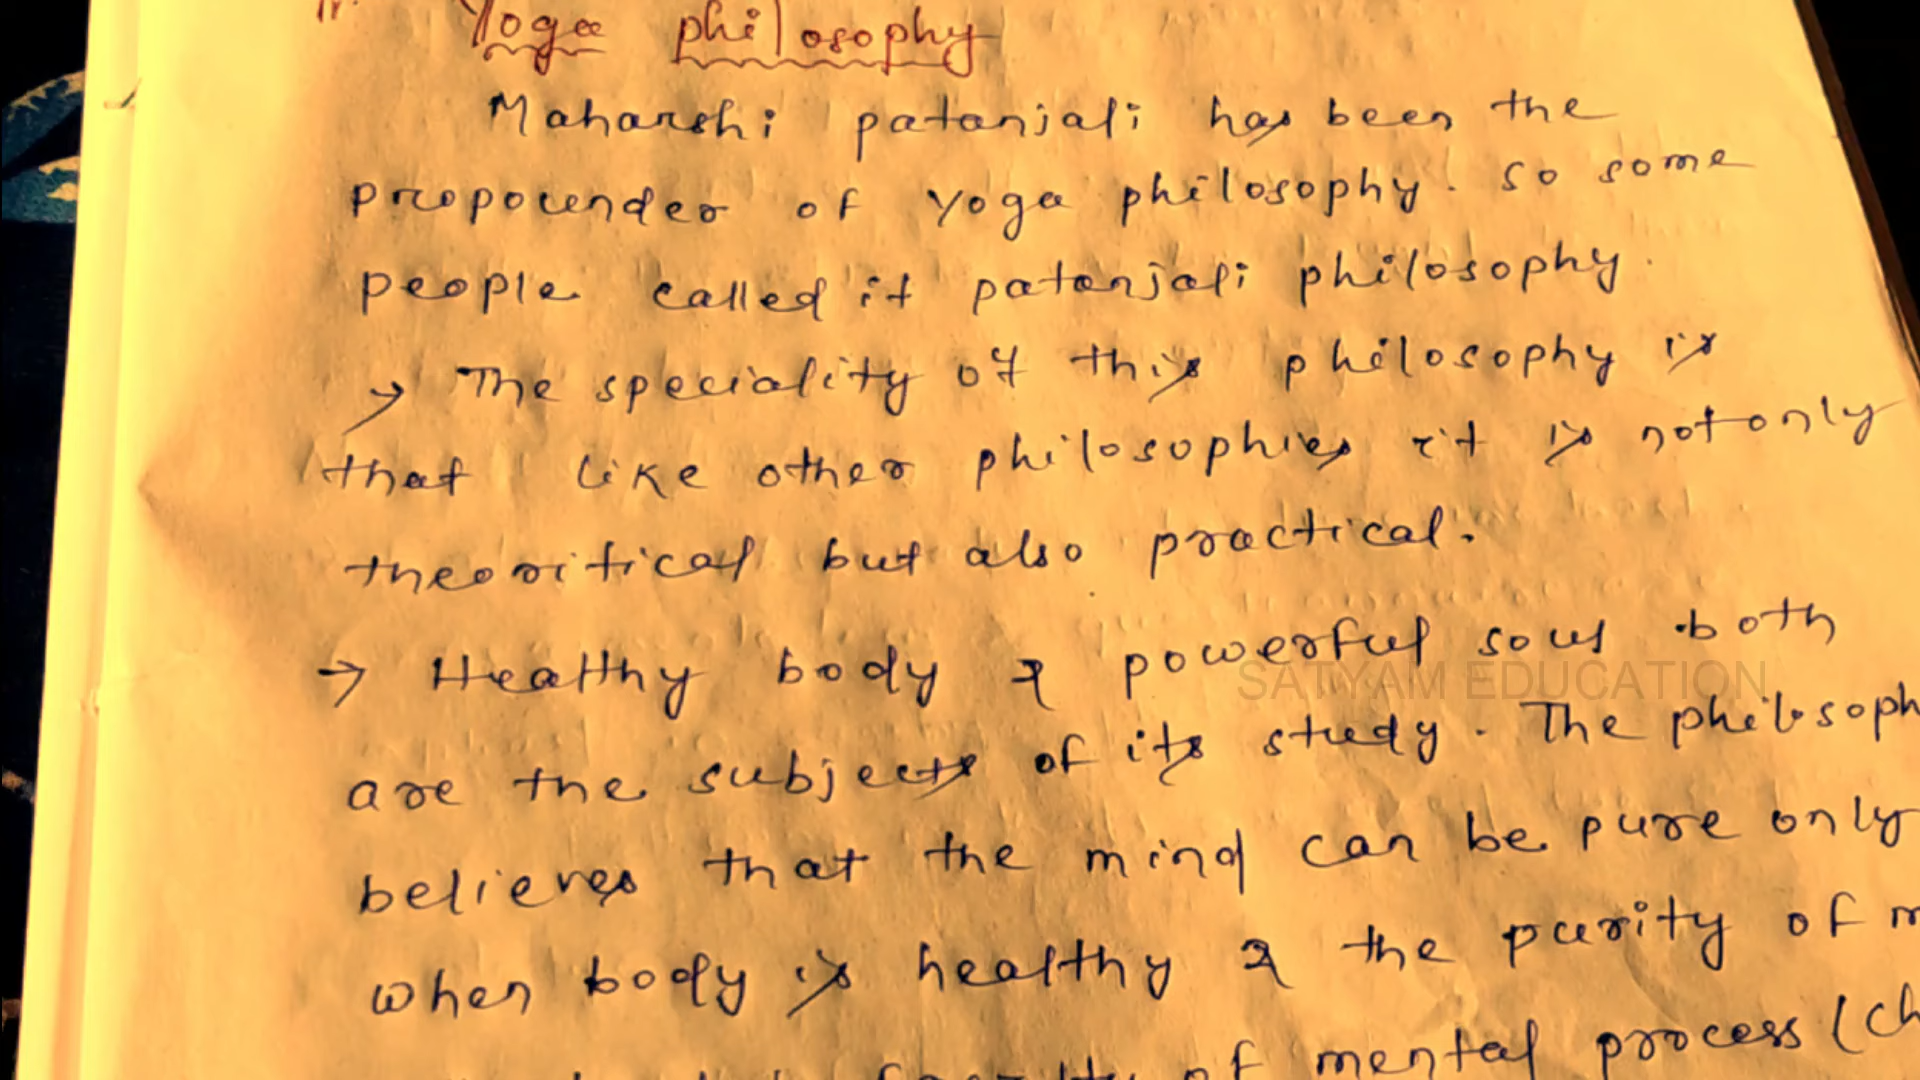 Yoga philosophy
Maharshi patanjali has been the
propounder of Yoga philosophy. so some
people called it patanjali philosophy.
→ The speciality of this philosophy is
that like other philosophies it is not only
theoritical but also practical.
→ Healthy body & powerful soul both
SATYAM EDUCATION
are the subjects of its study. The philosoph
believes that the mind can be pure only
when body is healthy & the purity of m
of mental process (ch